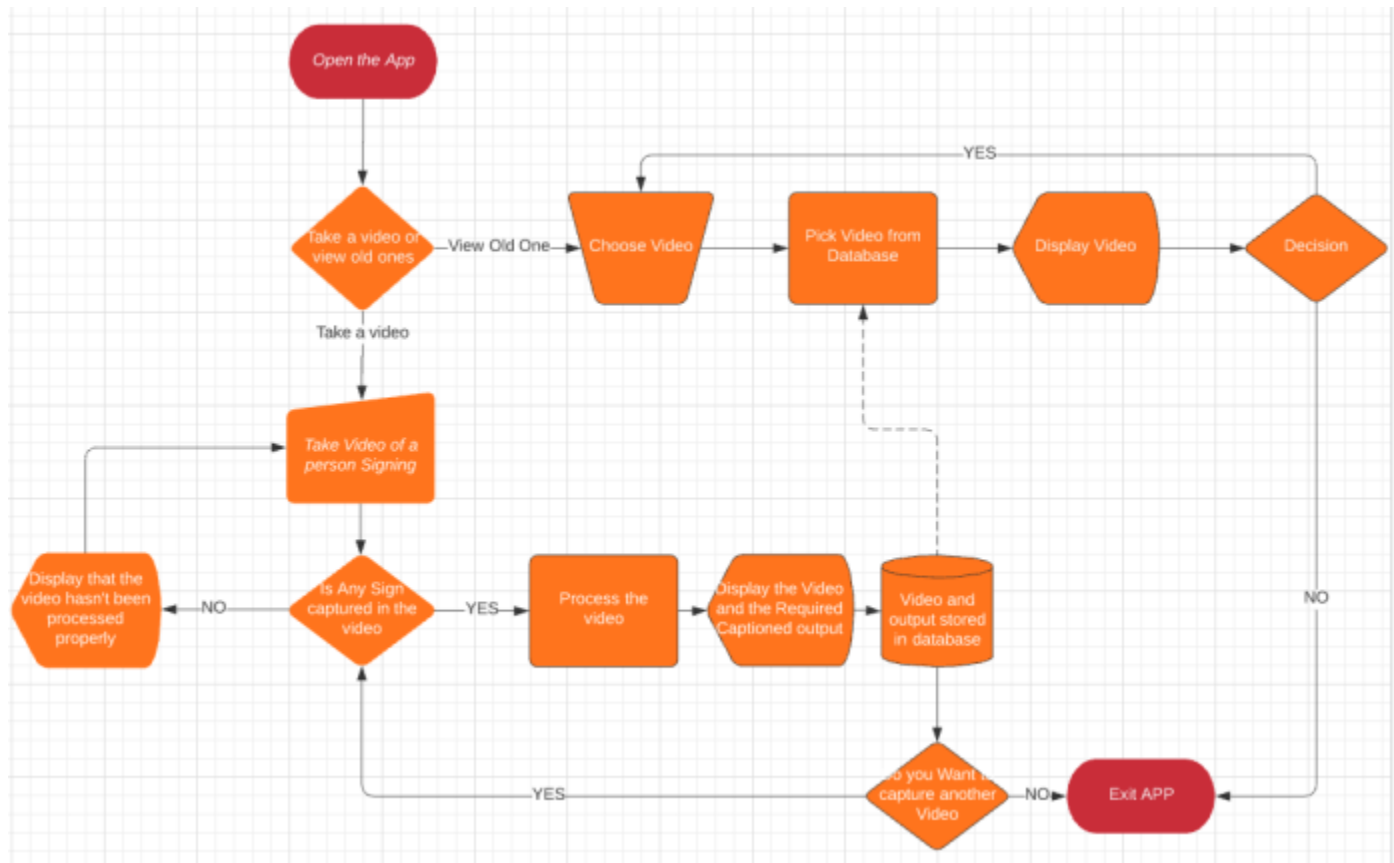 Open the App
YES
Take a video or
view old ones
View Old One
Choose Video
Pick Video from
Database
Display Video
Decision
Take a video
Take Video of a
person Signing
Display that the
video hasn't been
processed
properly
NO
Is Any Sign
captured in the
video
YES
Process the
video
Display the Video
and the Required
Captioned output
Video and
output stored
in database
NO
YES
you Want
capture another
Video
NO
Exit APP